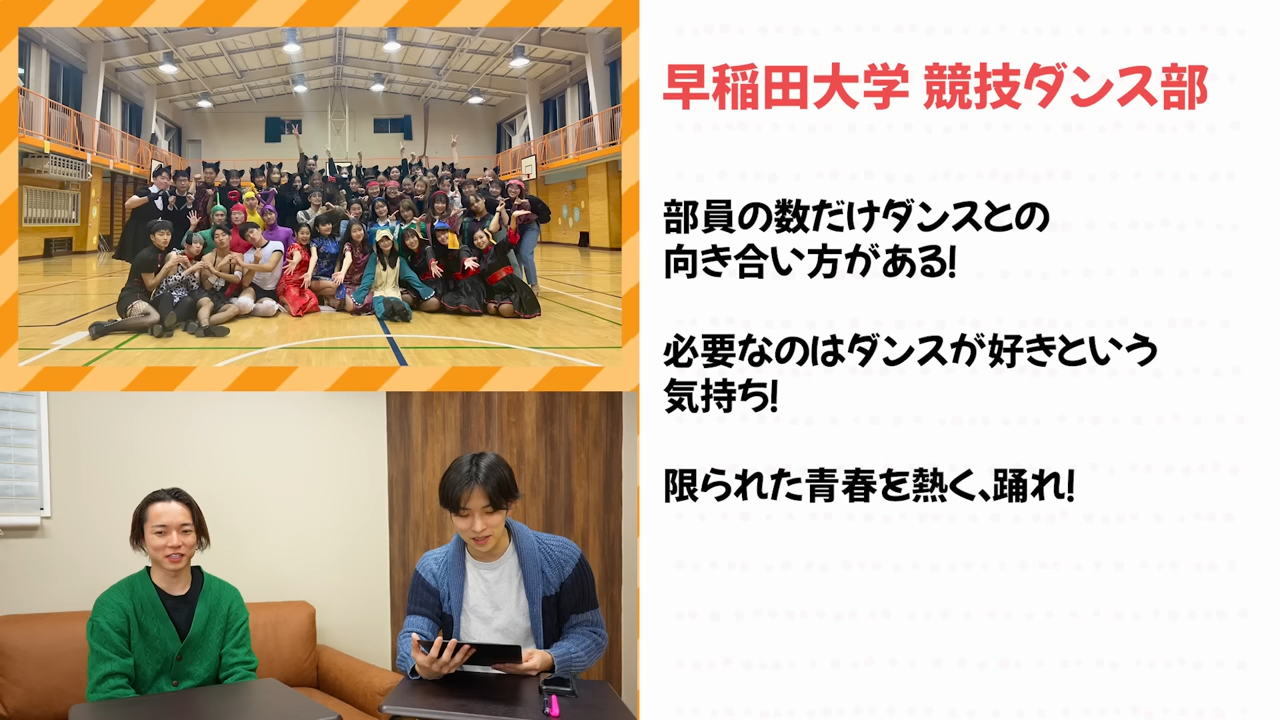 早稲田大学 競技ダンス部
部員の数だけダンスとの
向き合い方がある!
必要なのはダンスが好きという
気持ち!
限られた青春を熱く、踊れ!